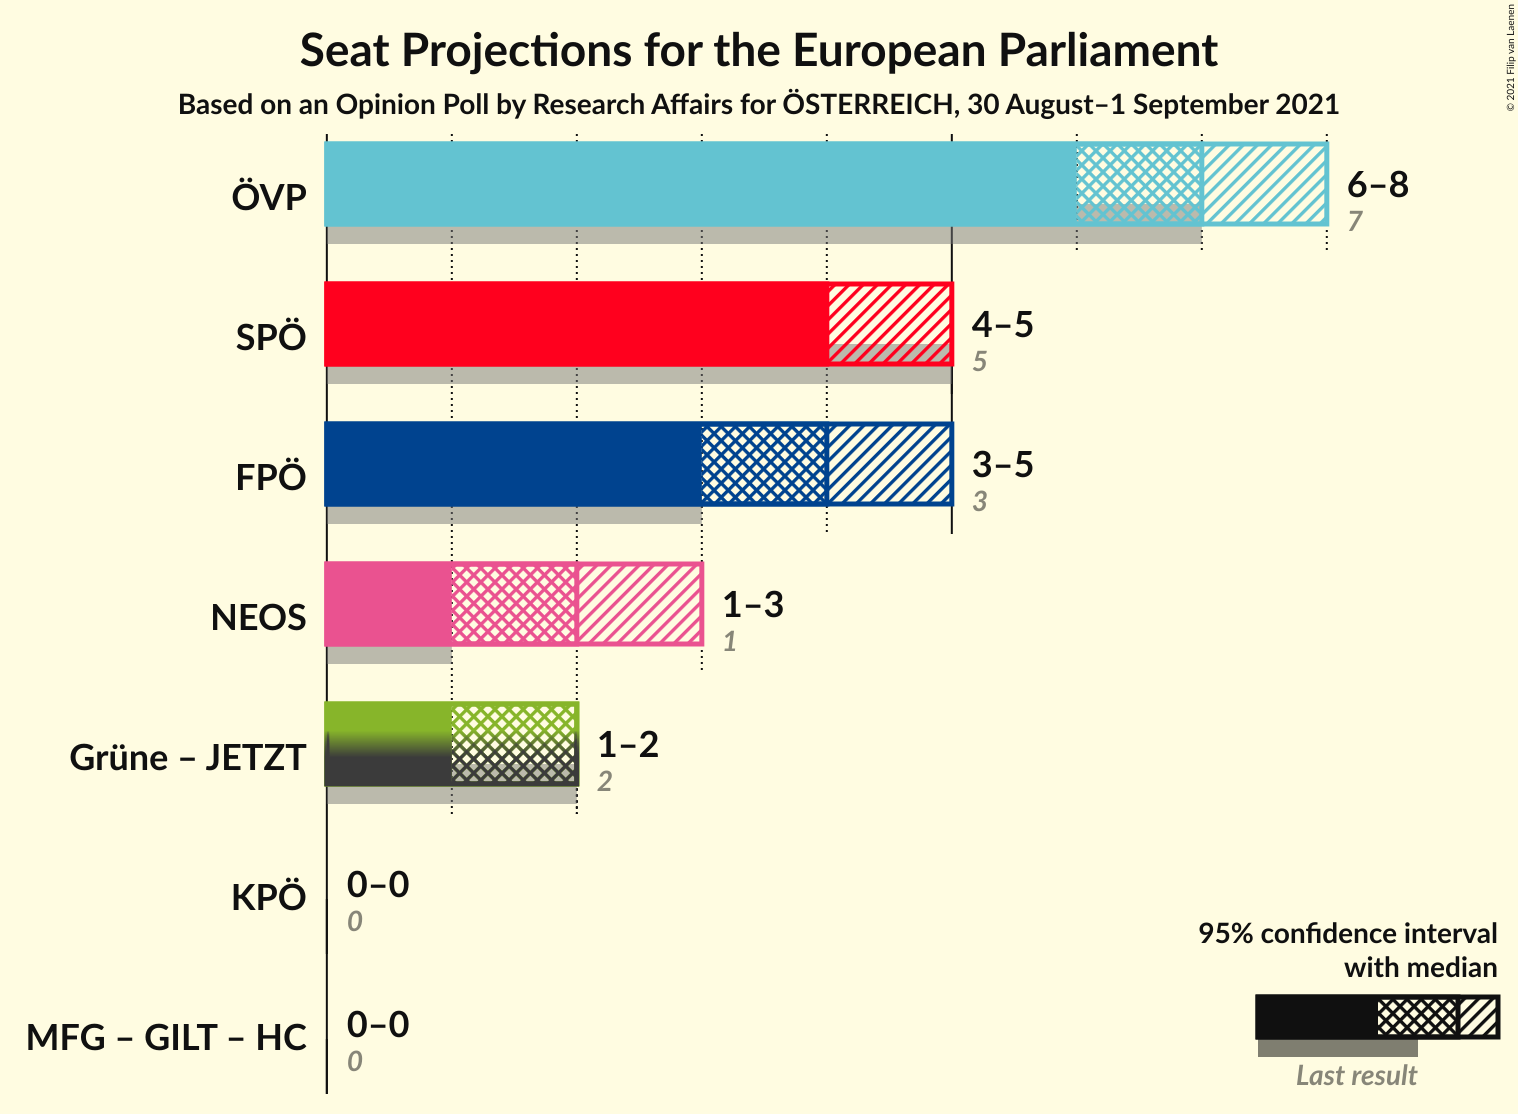 Seat Projections for the European Parliament
Based on an Opinion Poll by Research Affairs for ÖSTERREICH, 30 August–1 September 2021
© 2021 Filip van Laenen
ÖVP
6–8
7
SPÖ
4–5
5
FPÖ
3–5
3
NEOS
1–3
1
Grüne – JETZT
1–2
2
KPÖ
0–0
0
MFG – GILT – HC
0–0
0
95% confidence interval
with median
Last result